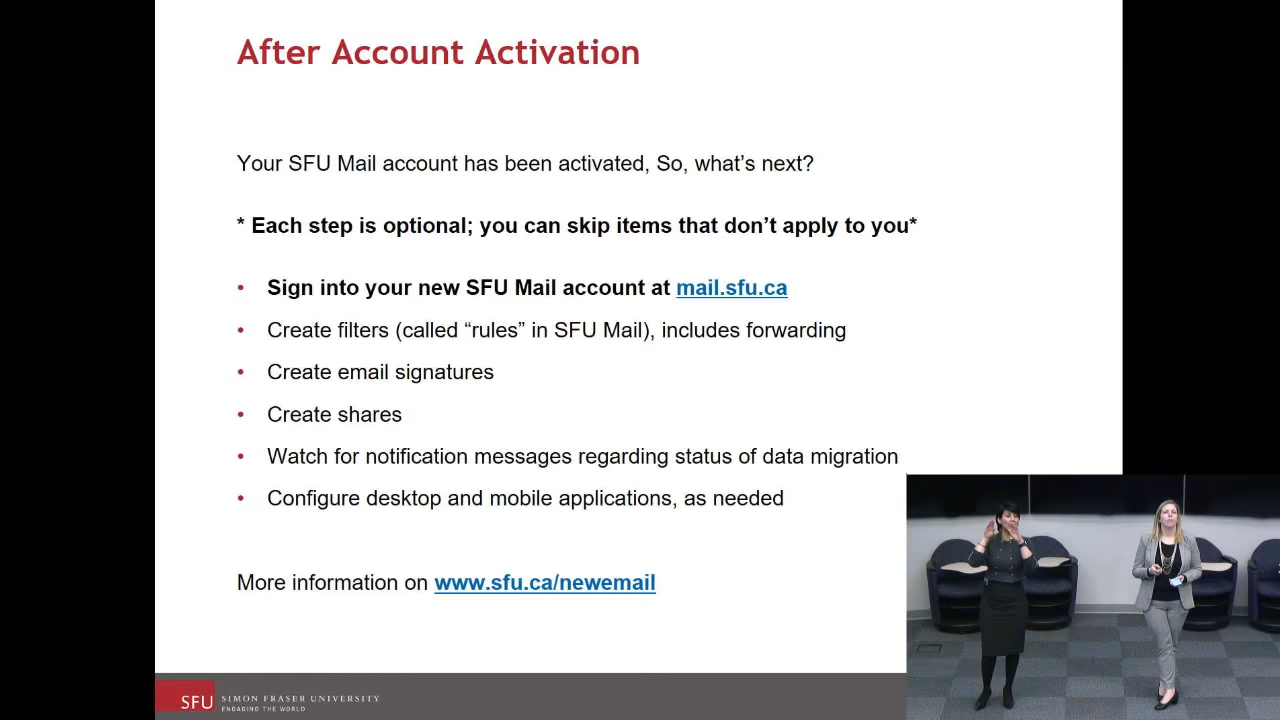 After Account Activation
Your SFU Mail account has been activated, So, what's next?
* Each step is optional; you can skip items that don’t apply to you*
• Sign into your new SFU Mail account at mail.sfu.ca
• Create filters (called “rules” in SFU Mail), includes forwarding
• Create email signatures
• Create shares
• Watch for notification messages regarding status of data migration
• Configure desktop and mobile applications, as needed
More information on www.sfu.ca/newemail
SFU SIMON FRASER UNIVERSITY
ENGAGING THE WORLD